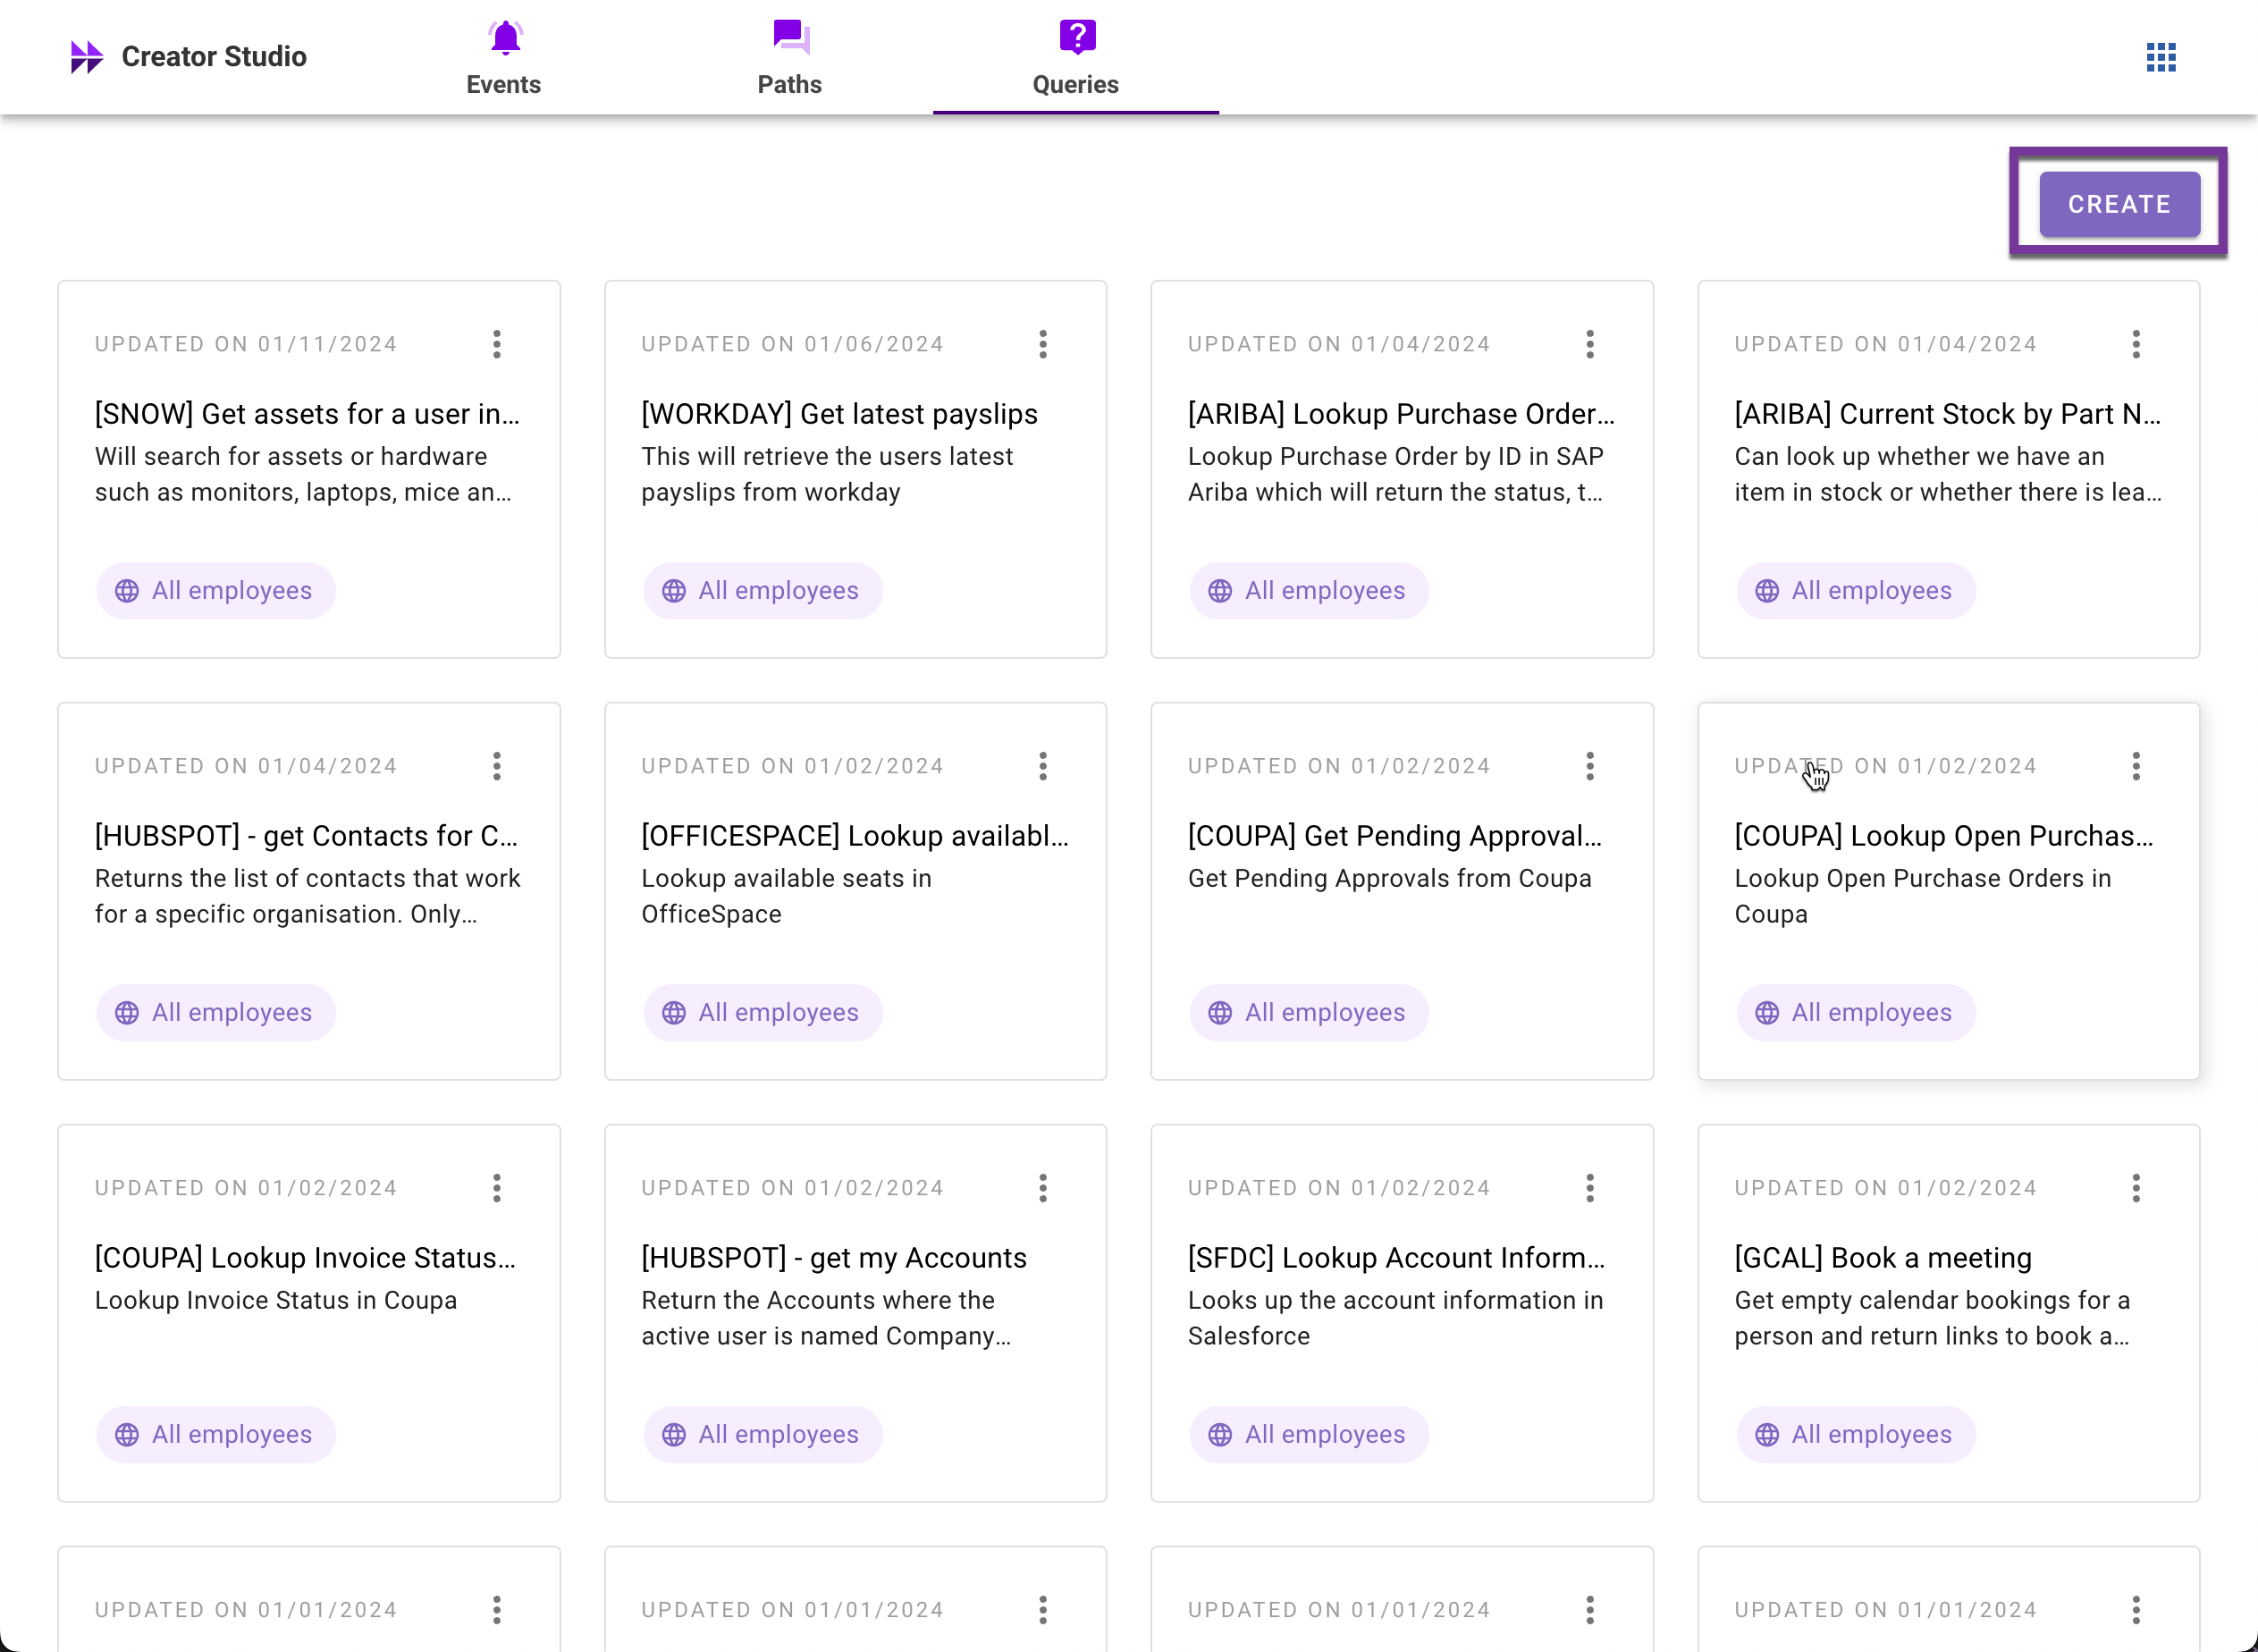 Creator Studio
Events
Paths
Queries
CREATE
UPDATED ON 01/11/2024
[SNOW] Get assets for a user in...
Will search for assets or hardware
such as monitors, laptops, mice an...
All employees
UPDATED ON 01/06/2024
[WORKDAY] Get latest payslips
This will retrieve the users latest
payslips from workday
All employees
UPDATED ON 01/04/2024
[ARIBA] Lookup Purchase Order...
Lookup Purchase Order by ID in SAP
Ariba which will return the status, t...
All employees
UPDATED ON 01/04/2024
[ARIBA] Current Stock by Part N...
Can look up whether we have an
item in stock or whether there is lea...
All employees
UPDATED ON 01/04/2024
[HUBSPOT] - get Contacts for C...
Returns the list of contacts that work
for a specific organisation. Only...
All employees
UPDATED ON 01/02/2024
[OFFICESPACE] Lookup availabl...
Lookup available seats in
OfficeSpace
All employees
UPDATED ON 01/02/2024
[COUPA] Get Pending Approval...
Get Pending Approvals from Coupa
All employees
UPDATED ON 01/02/2024
[COUPA] Lookup Open Purchas...
Lookup Open Purchase Orders in
Coupa
All employees
UPDATED ON 01/02/2024
[COUPA] Lookup Invoice Status...
Lookup Invoice Status in Coupa
All employees
UPDATED ON 01/02/2024
[HUBSPOT] - get my Accounts
Return the Accounts where the
active user is named Company...
All employees
UPDATED ON 01/02/2024
[SFDC] Lookup Account Inform...
Looks up the account information in
Salesforce
All employees
UPDATED ON 01/02/2024
[GCAL] Book a meeting
Get empty calendar bookings for a
person and return links to book a...
All employees
UPDATED ON 01/01/2024
UPDATED ON 01/01/2024
UPDATED ON 01/01/2024
UPDATED ON 01/01/2024